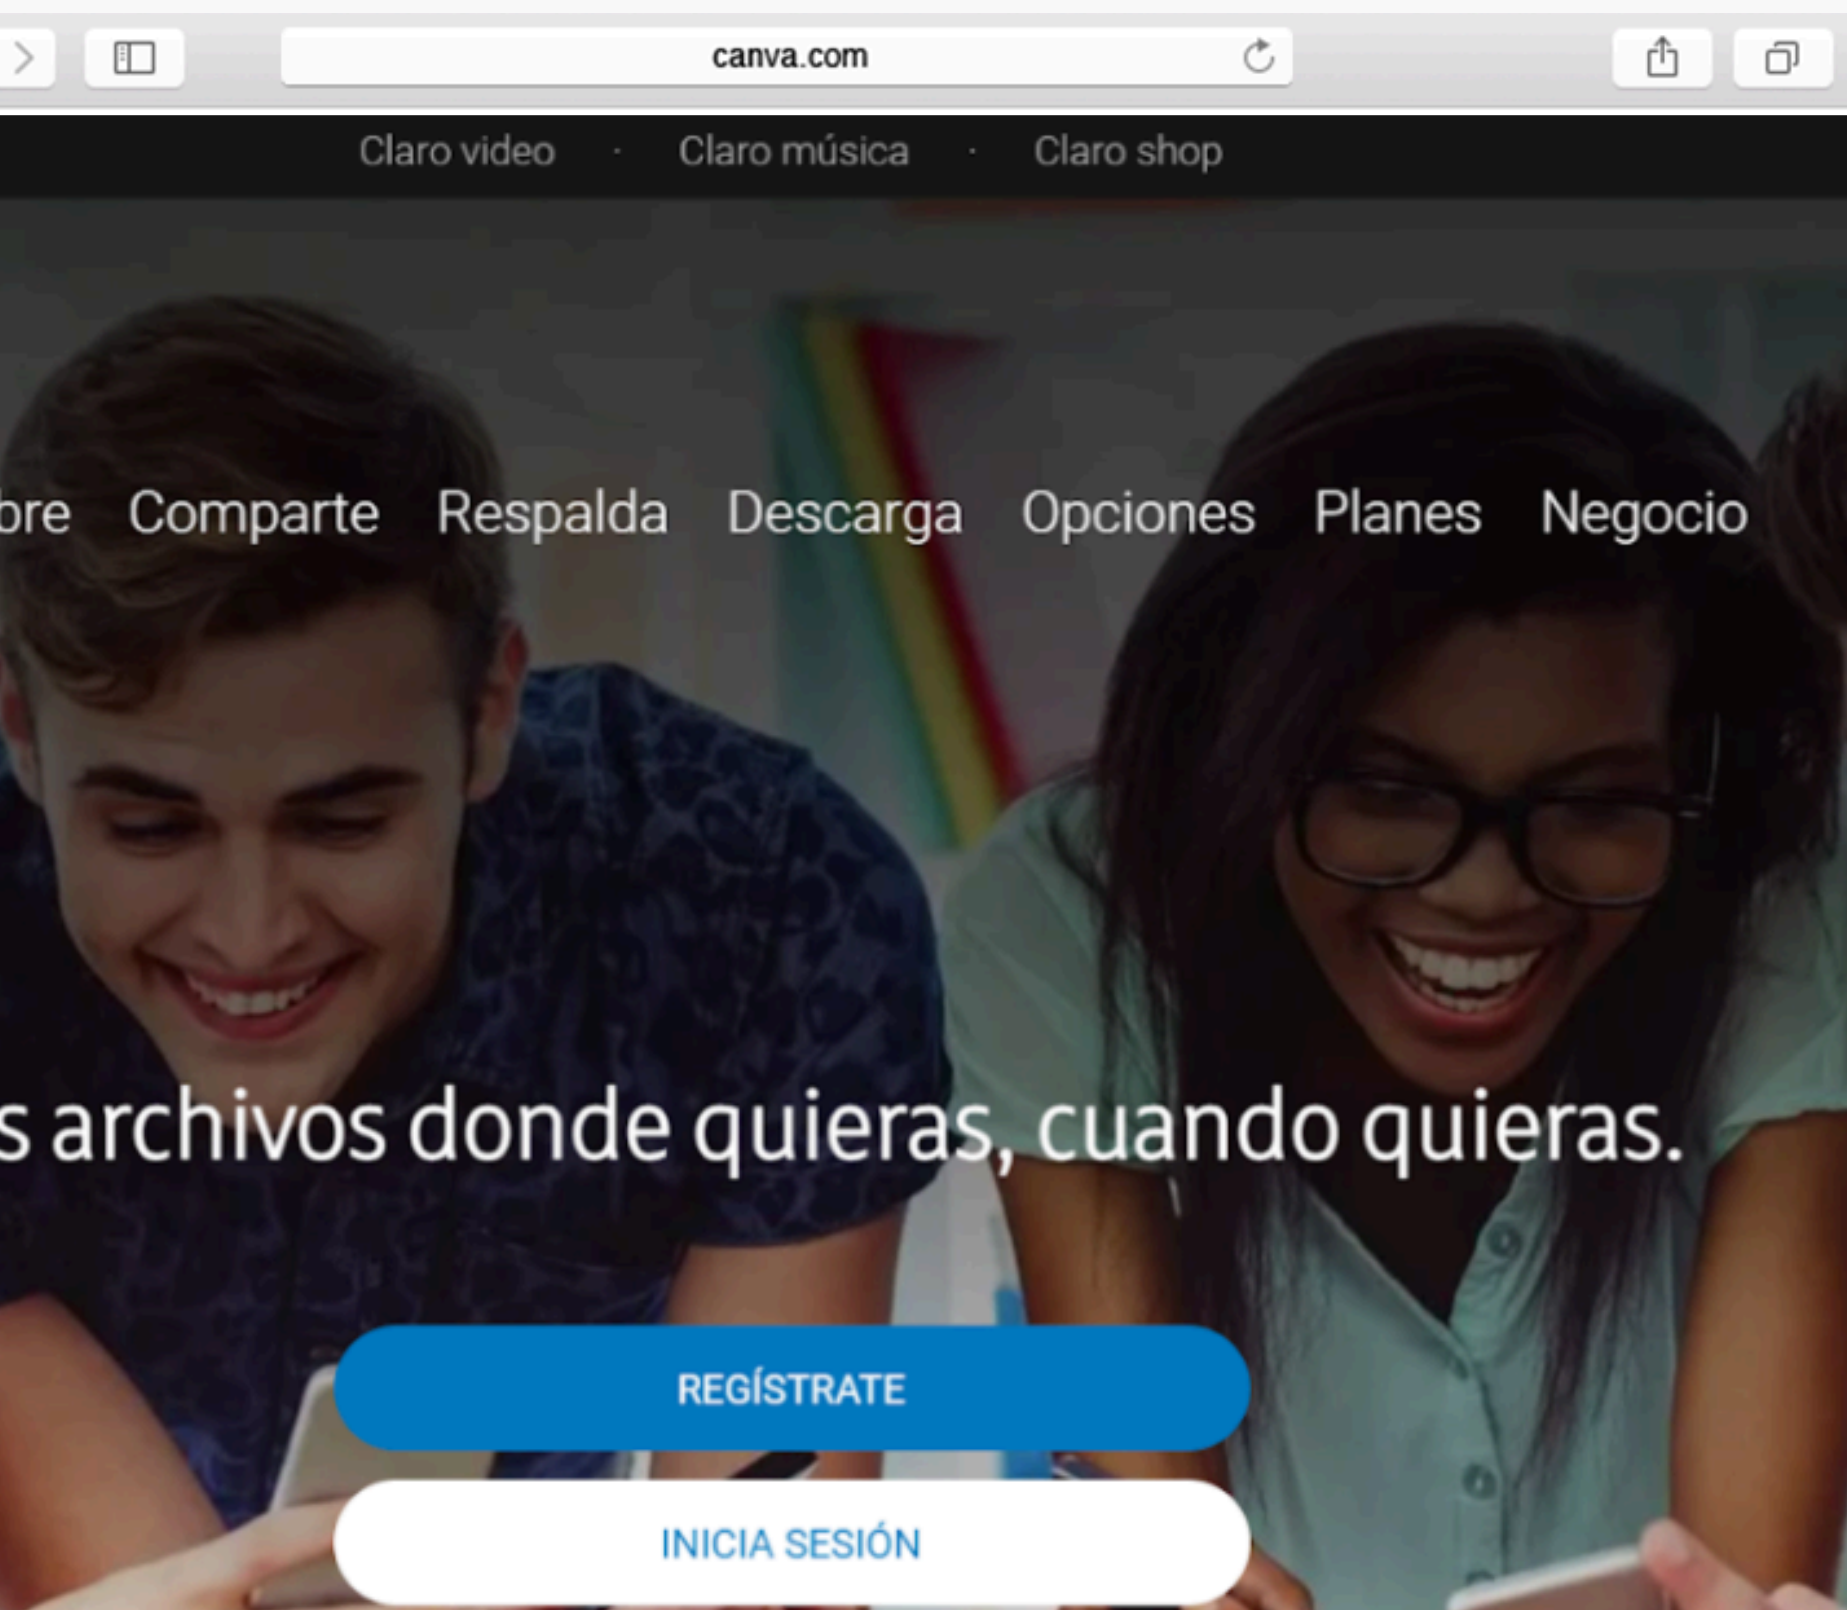 canva.com
Claro video · Claro música · Claro shop
bre Comparte Respalda Descarga Opciones Planes Negocio
s archivos donde quieras, cuando quieras.
REGÍSTRATE
INICIA SESIÓN